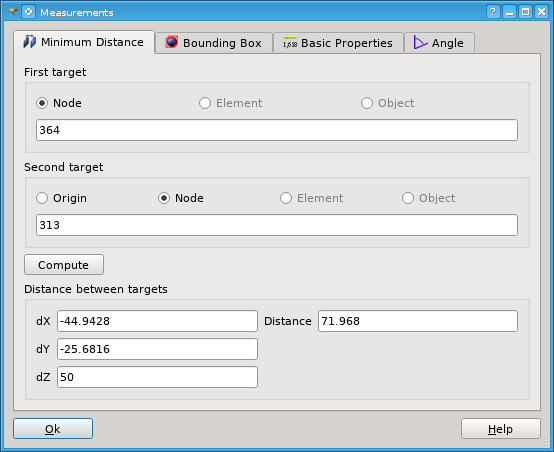 Measurements
Minimum Distance Bounding Box 1,618 Basic Properties Angle
First target
Node Element Object
364
Second target
Origin Node Element Object
313
Compute
Distance between targets
dX -44.9428 Distance 71.968
dY -25.6816
dZ 50
Ok Help